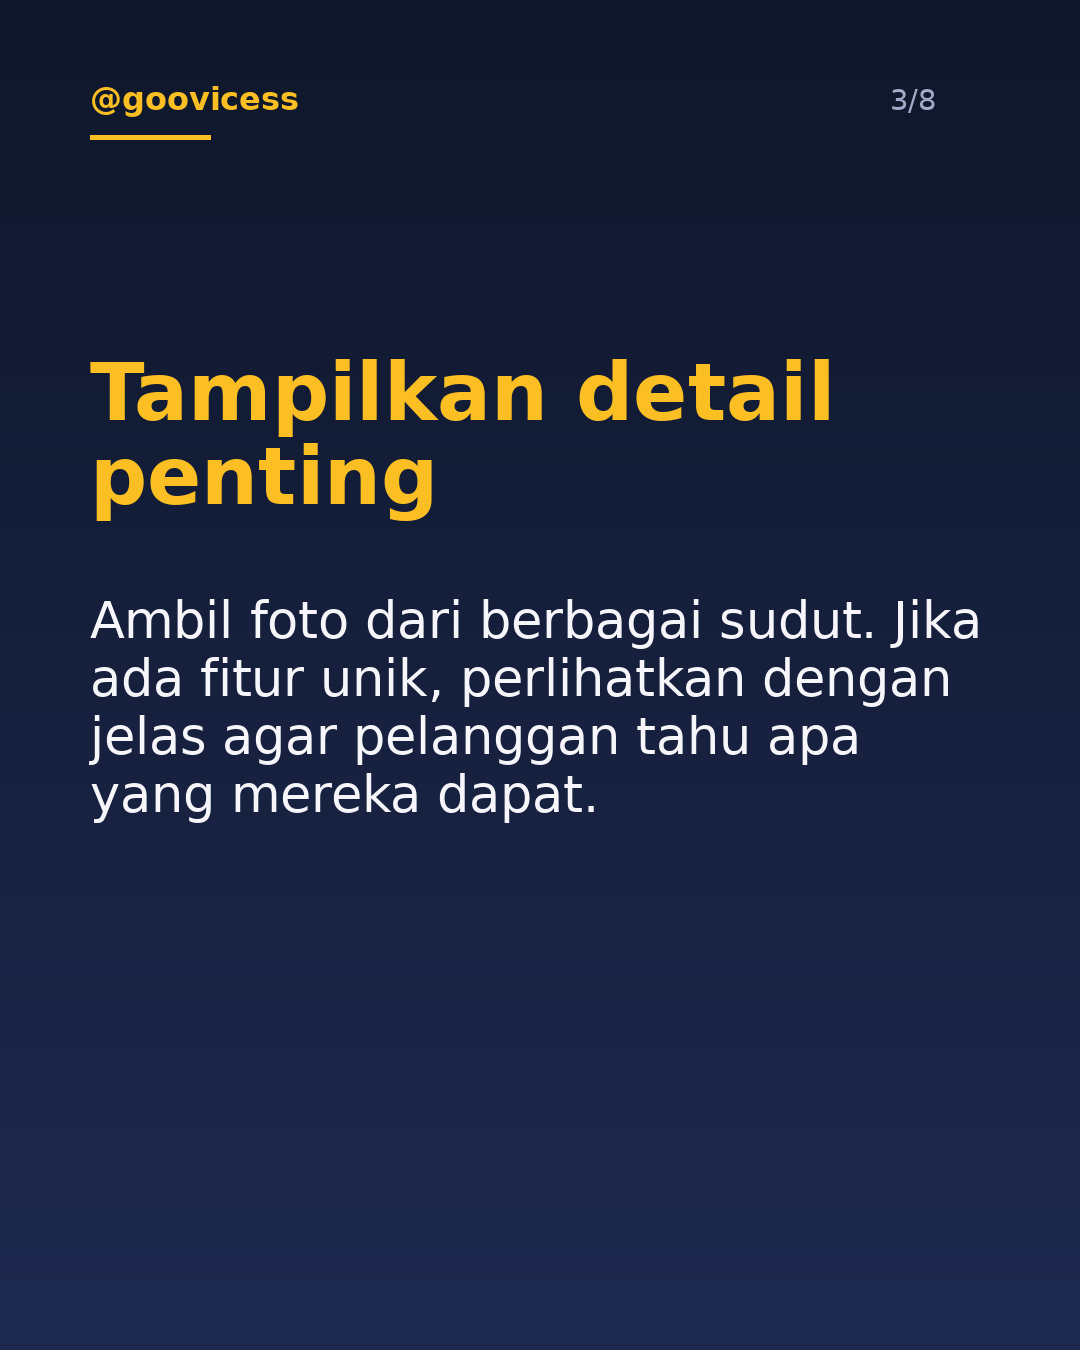 @goovicess
3/8
Tampilkan detail
penting
Ambil foto dari berbagai sudut. Jika
ada fitur unik, perlihatkan dengan
jelas agar pelanggan tahu apa
yang mereka dapat.